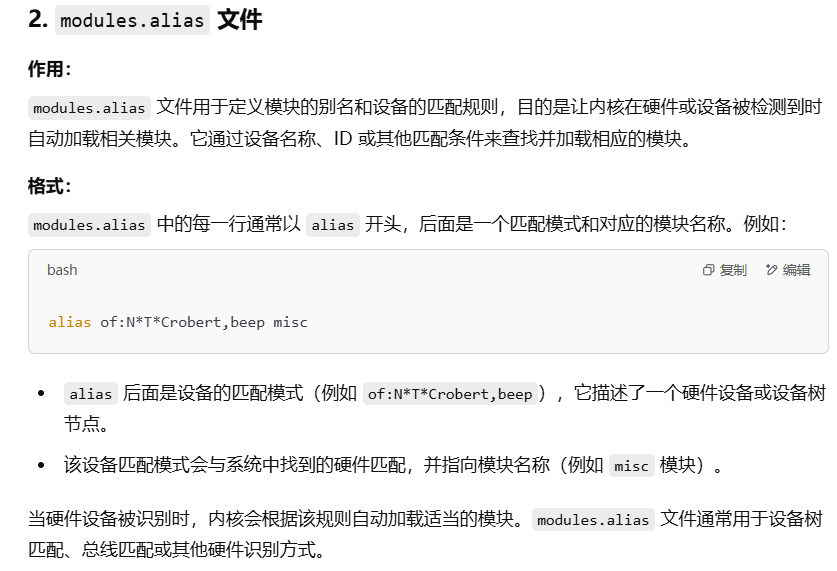 2. modules.alias 文件
作用：
modules.alias 文件用于定义模块的别名和设备的匹配规则，目的是让内核在硬件或设备被检测到时
自动加载相关模块。它通过设备名称、ID 或其他匹配条件来查找并加载相应的模块。
格式：
modules.alias 中的每一行通常以 alias 开头，后面是一个匹配模式和对应的模块名称。例如：
bash 复制 编辑
alias of:N*T*Crobert,beep misc
• alias 后面是设备的匹配模式（例如 of:N*T*Crobert,beep），它描述了一个硬件设备或设备树
节点。
• 该设备匹配模式会与系统中找到的硬件匹配，并指向模块名称（例如 misc 模块）。
当硬件设备被识别时，内核会根据该规则自动加载适当的模块。modules.alias 文件通常用于设备树
匹配、总线匹配或其他硬件识别方式。